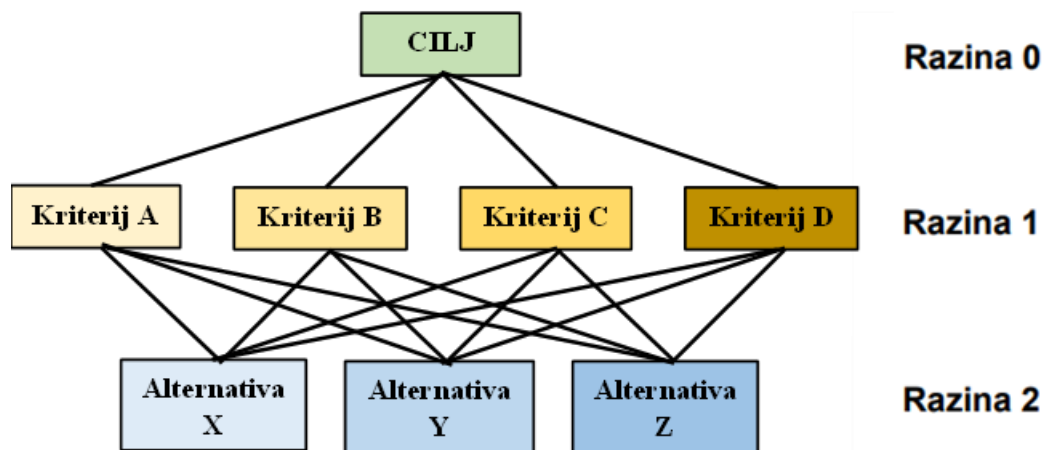 CILJ
Razina 0
Kriterij A
Kriterij B
Kriterij C
Kriterij D
Razina 1
Alternativa
X
Alternativa
Y
Alternativa
Z
Razina 2